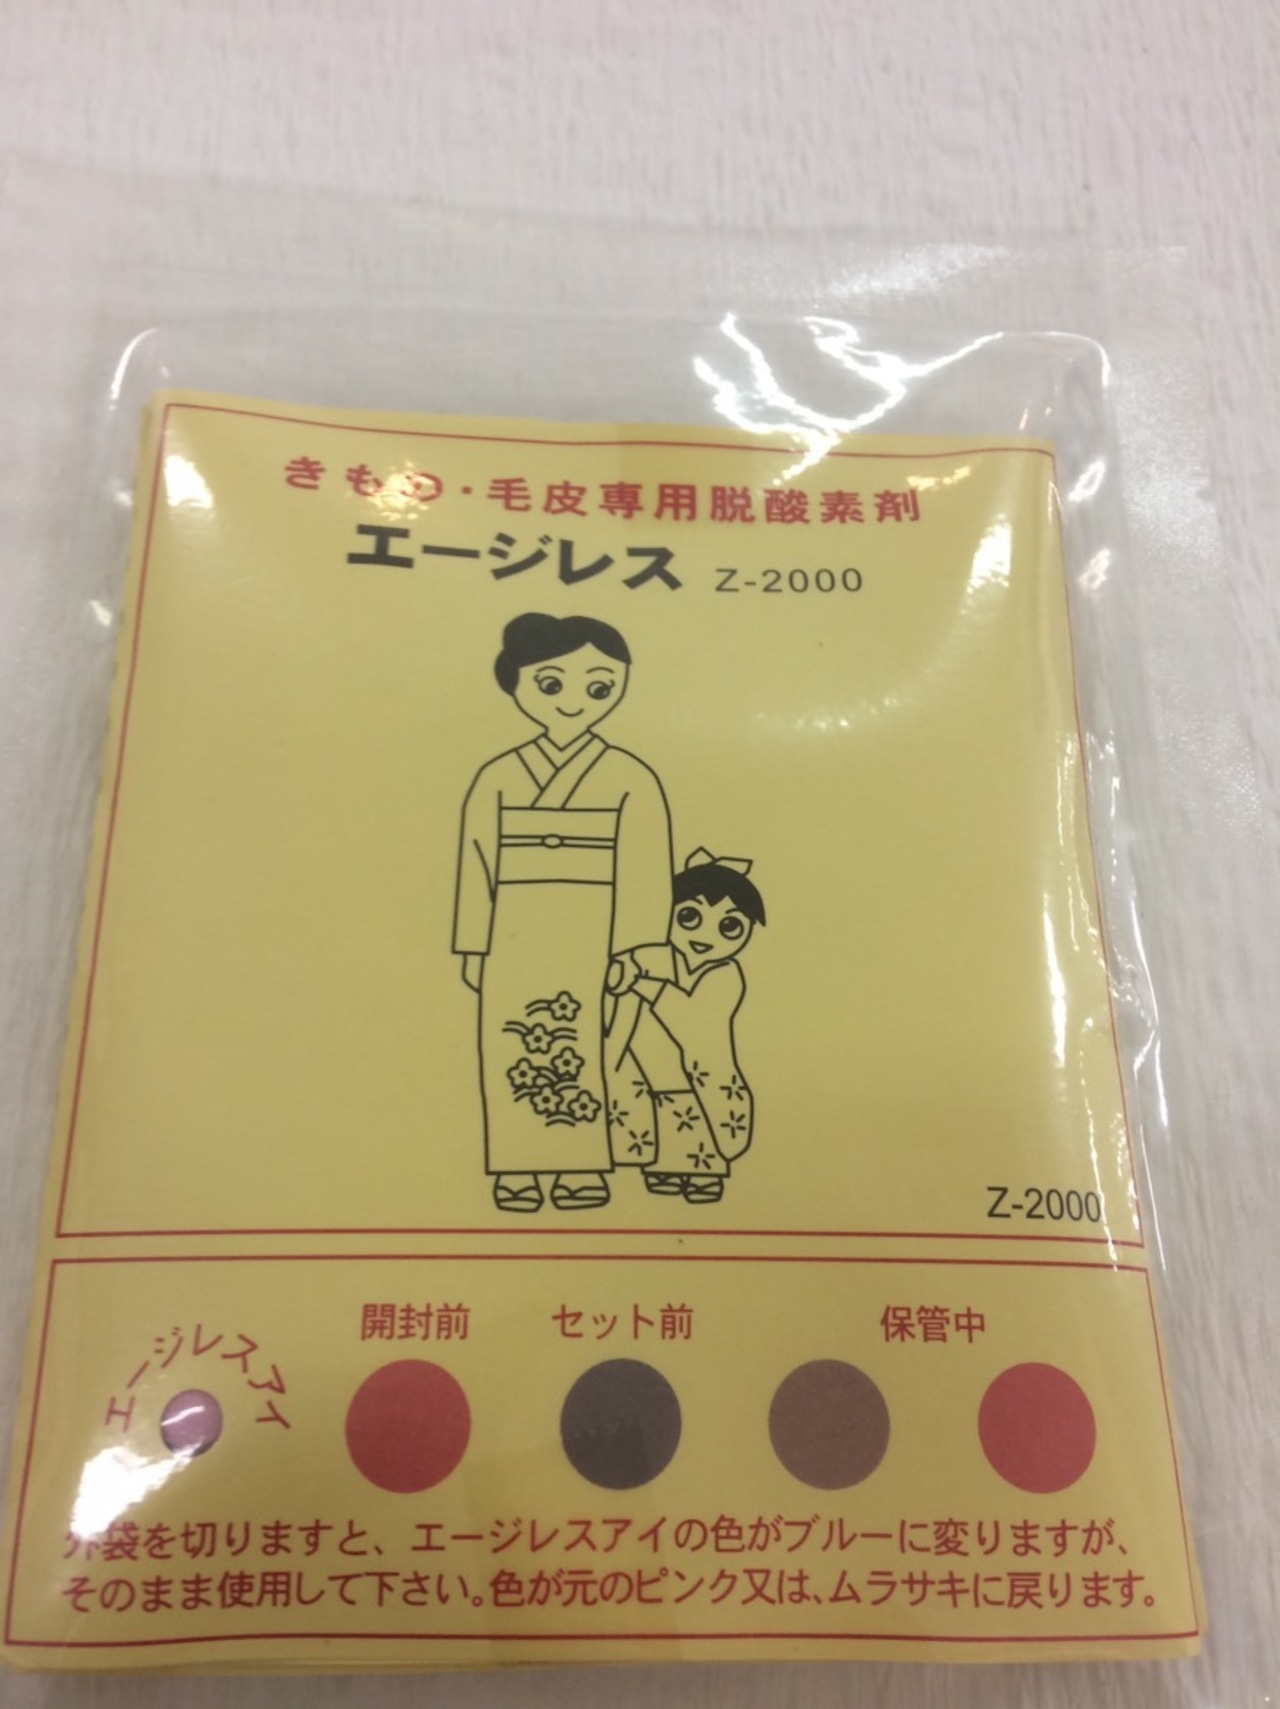 きもの・毛皮専用脱酸素剤
エージレス Z-2000
Z-2000
エージレスアイ
開封前 セット前 保管中
外袋を切りますと、エージレスアイの色がブルーに変りますが、
そのまま使用して下さい。色が元のピンク又は、ムラサキに戻ります。